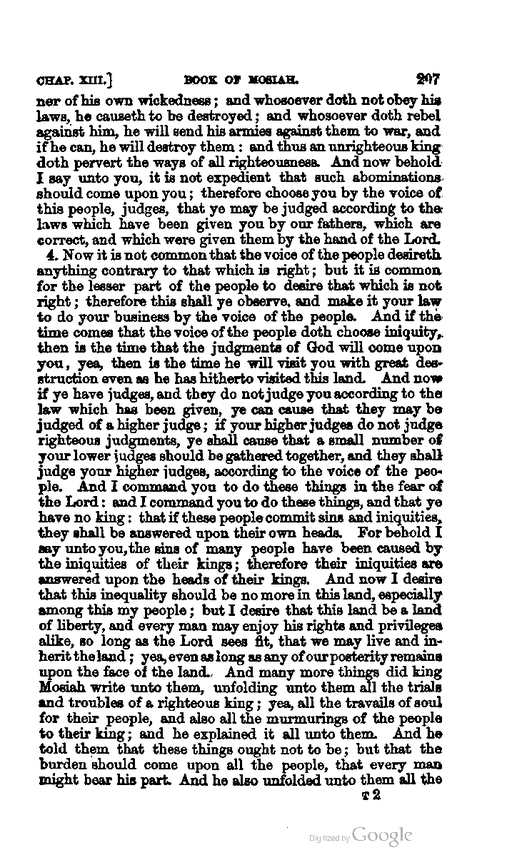 CHAP. XIII.] BOOK OF MOSIAH. 207
ner of his own wickedness; and whosoever doth not obey his
laws, he causeth to be destroyed; and whosoever doth rebel
against him, he will send his armies against them to war, and
if he can, he will destroy them: and thus an unrighteous king
doth pervert the ways of all righteousness. And now behold
I say unto you, it is not expedient that such abominations
should come upon you; therefore choose you by the voice of
this people, judges, that ye may be judged according to the
laws which have been given you by our fathers, which are
correct, and which were given them by the hand of the Lord.
4. Now it is not common that the voice of the people desireth
anything contrary to that which is right; but it is common
for the lesser part of the people to desire that which is not
right; therefore this shall ye observe, and make it your law
to do your business by the voice of the people. And if the
time comes that the voice of the people doth choose iniquity,
then is the time that the judgments of God will come upon
you, yea, then is the time he will visit you with great des-
struction even as he has hitherto visited this land. And now
if ye have judges, and they do not judge you according to the
law which has been given, ye can cause that they may be
judged of a higher judge; if your higher judges do not judge
righteous judgments, ye shall cause that a small number of
your lower judges should be gathered together, and they shall
judge your higher judges, according to the voice of the peo-
ple. And I command you to do these things in the fear of
the Lord: and I command you to do these things, and that ye
have no king: that if these people commit sins and iniquities,
they shall be answered upon their own heads. For behold I
say unto you, the sins of many people have been caused by
the iniquities of their kings; therefore their iniquities are
answered upon the heads of their kings. And now I desire
that this inequality should be no more in this land, especially
among this my people; but I desire that this land be a land
of liberty, and every man may enjoy his rights and privileges
alike, so long as the Lord sees fit, that we may live and in-
herit the land; yea, even as long as any of our posterity remains
upon the face of the land. And many more things did king
Mosiah write unto them, unfolding unto them all the trials
and troubles of a righteous king; yea, all the travails of soul
for their people, and also all the murmurings of the people
to their king; and he explained it all unto them. And he
told them that these things ought not to be; but that the
burden should come upon all the people, that every man
might bear his part. And he also unfolded unto them all the
T 2
Digitized by Google